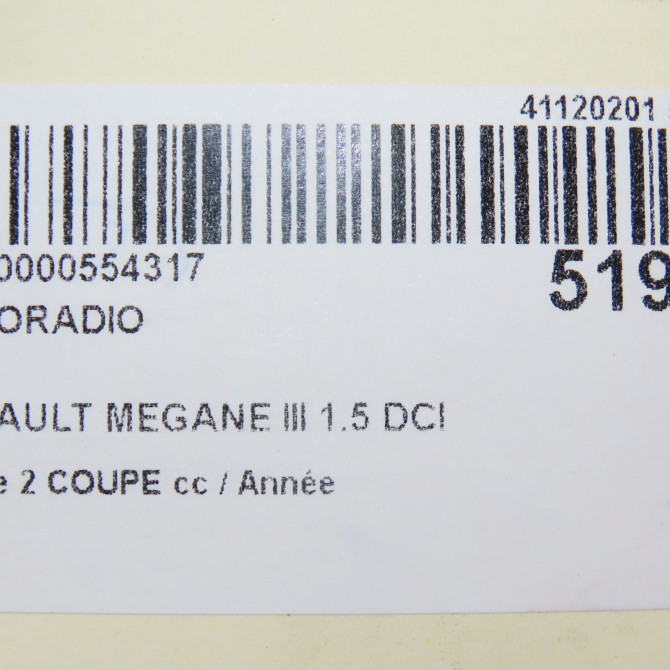 41120201
0000554317
519
ORADIO
AULT MEGANE III 1.5 DCI
e 2 COUPE cc / Année